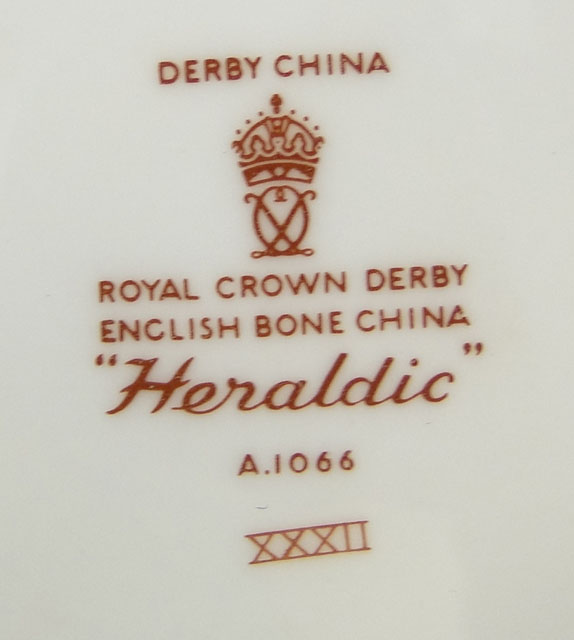 DERBY CHINA
ROYAL CROWN DERBY
ENGLISH BONE CHINA
"Heraldic"
A.1066
XXXII